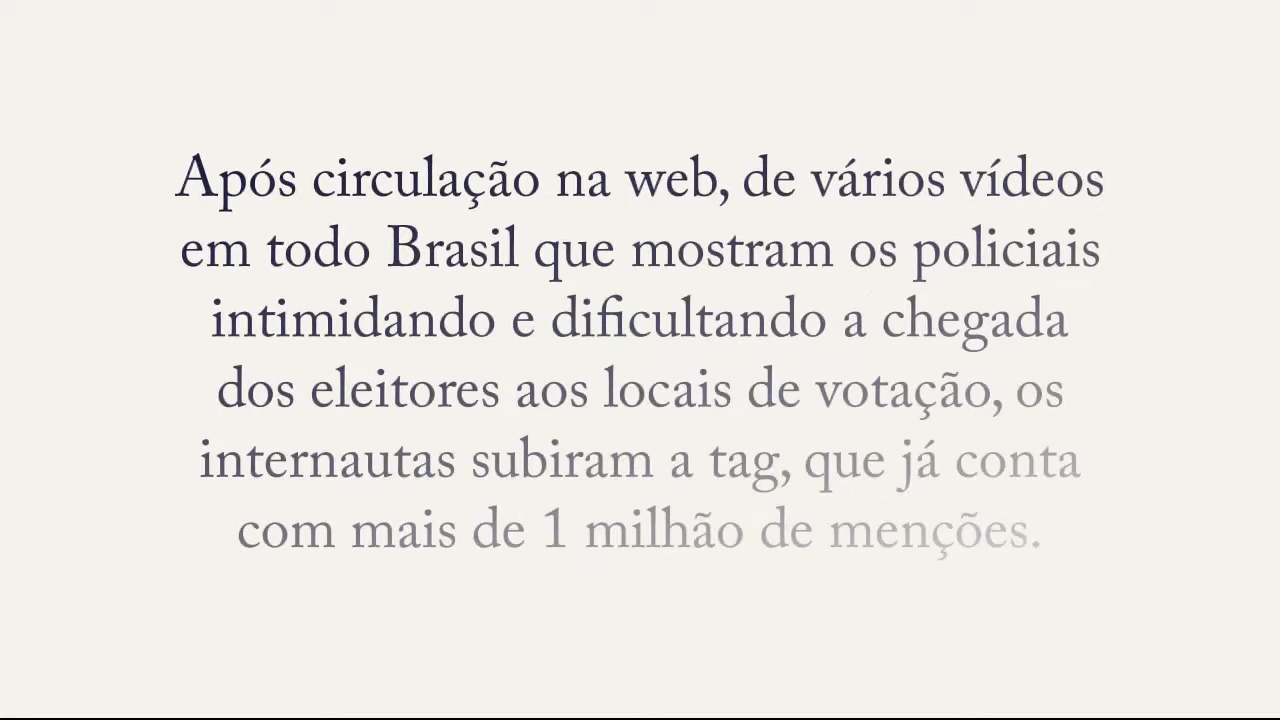 Após circulação na web, de vários vídeos
em todo Brasil que mostram os policiais
intimidando e dificultando a chegada
dos eleitores aos locais de votação, os
internautas subiram a tag, que já conta
com mais de 1 milhão de menções.